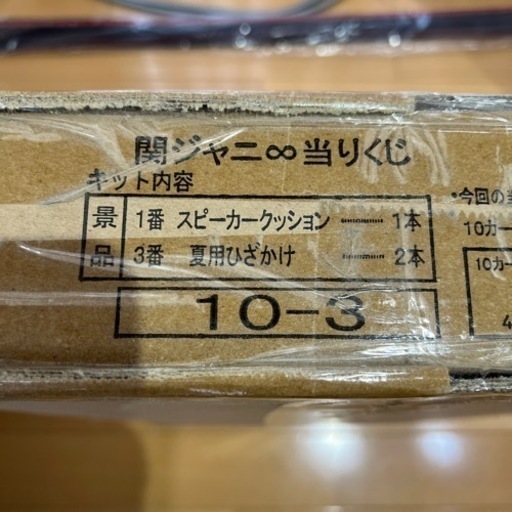 関ジャニ∞当りくじ
キット内容
景品
1番 スピーカークッション ------ 1本
3番 夏用ひざかけ ------ 2本
10-3
・今回の当
10カー
10カー
4